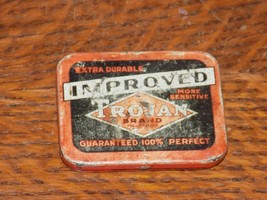 EXTRA DURABLE
IMPROVED
MORE
SENSITIVE
TROJAN
BRAND
GUARANTEED 100% PERFECT